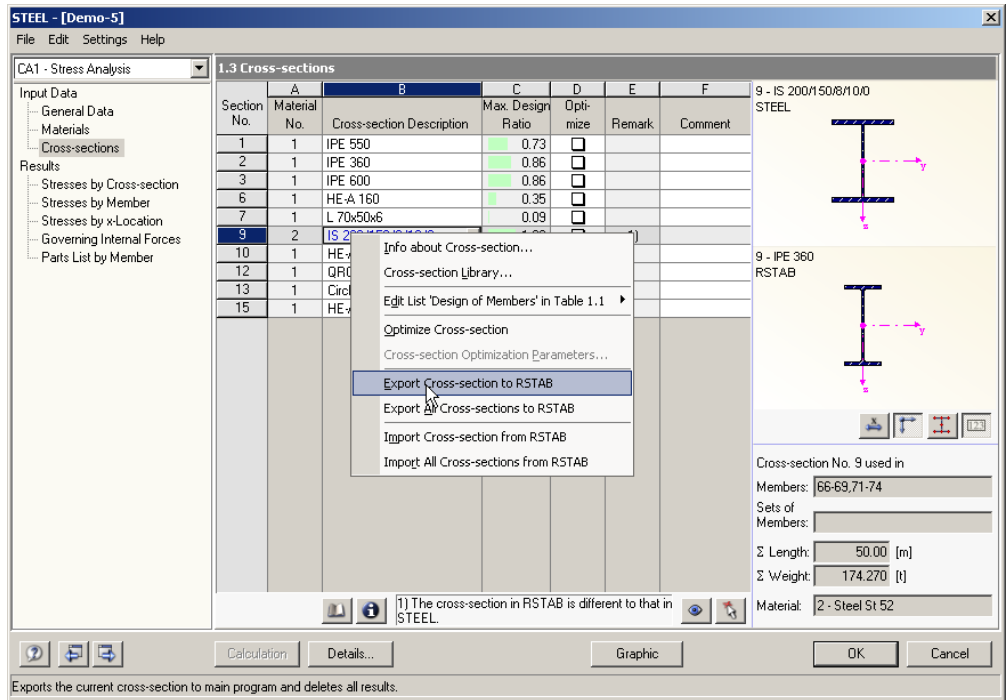 STEEL - [Demo-5]
File Edit Settings Help
CA1 - Stress Analysis
Input Data
General Data
Materials
Cross-sections
Results
Stresses by Cross-section
Stresses by Member
Stresses by x-Location
Governing Internal Forces
Parts List by Member
1.3 Cross-sections
A B C D E F
Section No. Material No. Cross-section Description Max. Design Ratio Opti- mize Remark Comment
1 1 IPE 550 0.73
2 1 IPE 360 0.86
3 1 IPE 600 0.86
6 1 HE-A 160 0.35
7 1 L 70x50x6 0.09
9 2 1)
10 1
12 1
13 1
15 1
Info about Cross-section...
Cross-section Library...
Edit List 'Design of Members' in Table 1.1
Optimize Cross-section
Cross-section Optimization Parameters...
Export Cross-section to RSTAB
Export All Cross-sections to RSTAB
Import Cross-section from RSTAB
Import All Cross-sections from RSTAB
1) The cross-section in RSTAB is different to that in
STEEL.
9 - IS 200/150/8/10/0
STEEL
y
z
9 - IPE 360
RSTAB
y
z
Cross-section No. 9 used in
Members: 66-69,71-74
Sets of
Members:
Σ Length: 50.00 [m]
Σ Weight: 174.270 [t]
Material: 2 - Steel St 52
Calculation Details... Graphic OK Cancel
Exports the current cross-section to main program and deletes all results.